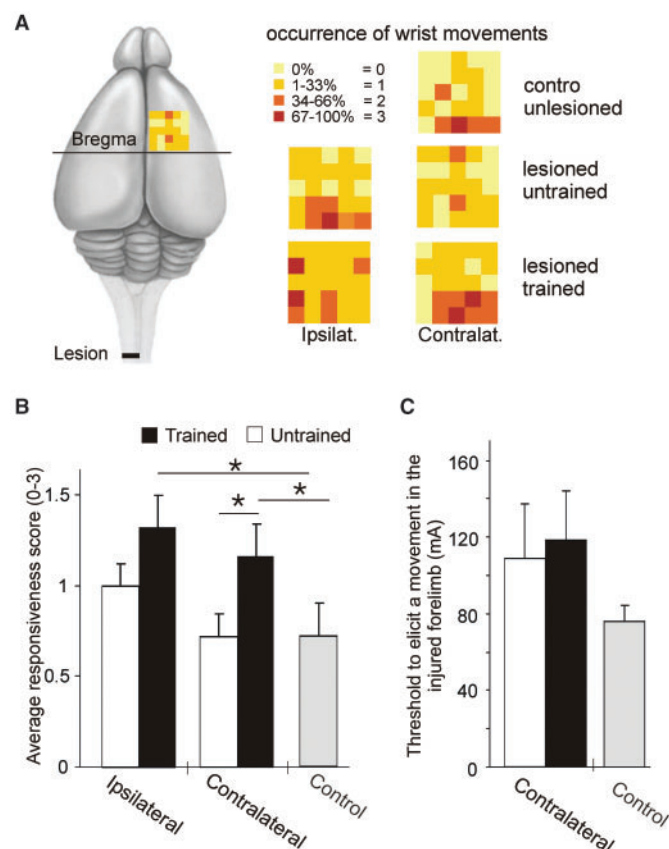 A
occurrence of wrist movements
0% = 0
1-33% = 1
34-66% = 2
67-100% = 3
contro
unlesioned
Bregma
lesioned
untrained
lesioned
trained
Lesion
Ipsilat.
Contralat.
B
Trained
Untrained
Average responsiveness score (0-3)
1.5
1
0.5
0
*
*
*
Ipsilateral
Contralateral
Control
C
Threshold to elicit a movement in the
injured forelimb (mA)
160
120
80
40
0
Contralateral
Control